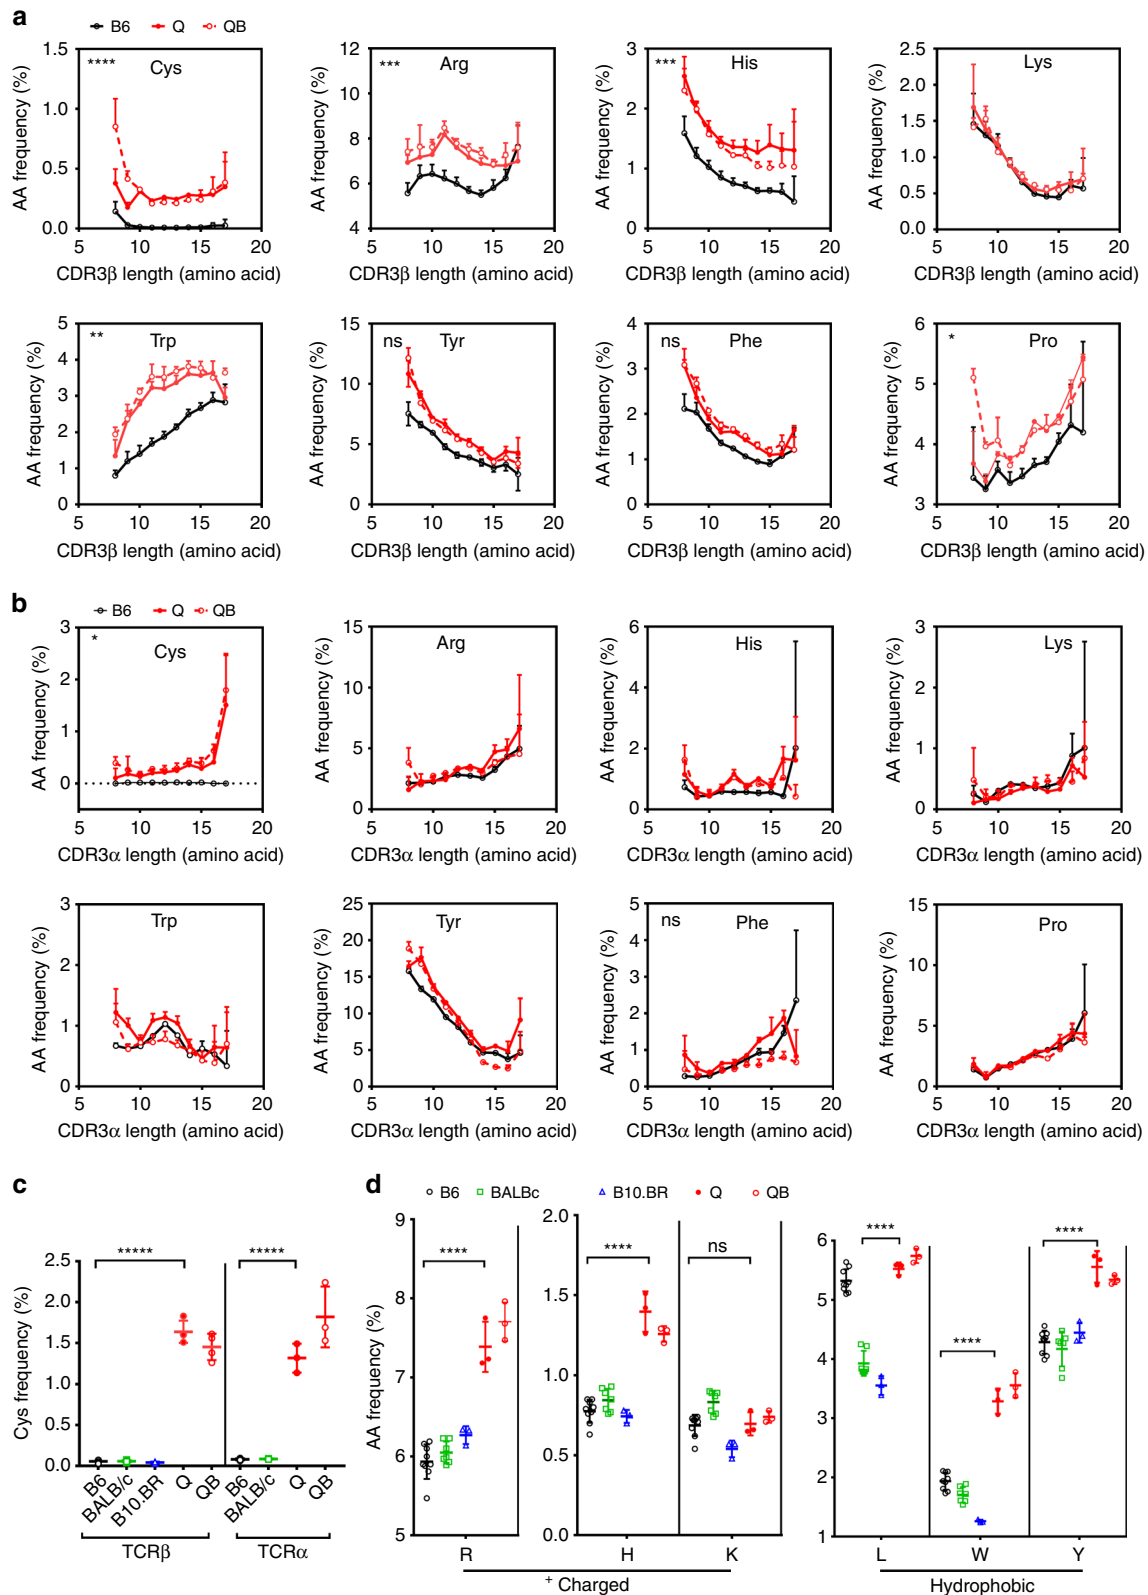 a
B6 Q QB
**** Cys
*** Arg
*** His
Lys
AA frequency (%)
1.5
1.0
0.5
0.0
AA frequency (%)
12
10
8
6
4
AA frequency (%)
3
2
1
0
AA frequency (%)
2.5
2.0
1.5
1.0
0.5
0.0
5 10 15 20
5 10 15 20
5 10 15 20
5 10 15 20
CDR3β length (amino acid)
CDR3β length (amino acid)
CDR3β length (amino acid)
CDR3β length (amino acid)
** Trp
ns Tyr
ns Phe
* Pro
AA frequency (%)
5
4
3
2
1
0
AA frequency (%)
15
10
5
0
AA frequency (%)
4
3
2
1
0
AA frequency (%)
6
5
4
3
5 10 15 20
5 10 15 20
5 10 15 20
5 10 15 20
CDR3β length (amino acid)
CDR3β length (amino acid)
CDR3β length (amino acid)
CDR3β length (amino acid)
b
B6 Q QB
* Cys
Arg
His
Lys
AA frequency (%)
3
2
1
0
AA frequency (%)
15
10
5
0
AA frequency (%)
6
4
2
0
AA frequency (%)
3
2
1
0
5 10 15 20
5 10 15 20
5 10 15 20
5 10 15 20
CDR3α length (amino acid)
CDR3α length (amino acid)
CDR3α length (amino acid)
CDR3α length (amino acid)
Trp
Tyr
ns Phe
Pro
AA frequency (%)
3
2
1
0
AA frequency (%)
25
20
15
10
5
0
AA frequency (%)
5
4
3
2
1
0
AA frequency (%)
15
10
5
0
5 10 15 20
5 10 15 20
5 10 15 20
5 10 15 20
CDR3α length (amino acid)
CDR3α length (amino acid)
CDR3α length (amino acid)
CDR3α length (amino acid)
c
Cys frequency (%)
2.5
2.0
1.5
1.0
0.5
0.0
***** *****
B6 BALB/c B10.BR Q QB B6 BALB/c Q QB
TCRβ TCRα
d
B6 BALBc B10.BR Q QB
AA frequency (%)
9
8
7
6
5
****
2.0
1.5
1.0
0.5
0.0
**** ns
6
5
4
3
2
1
**** **** ****
R H K L W Y
+ Charged
Hydrophobic